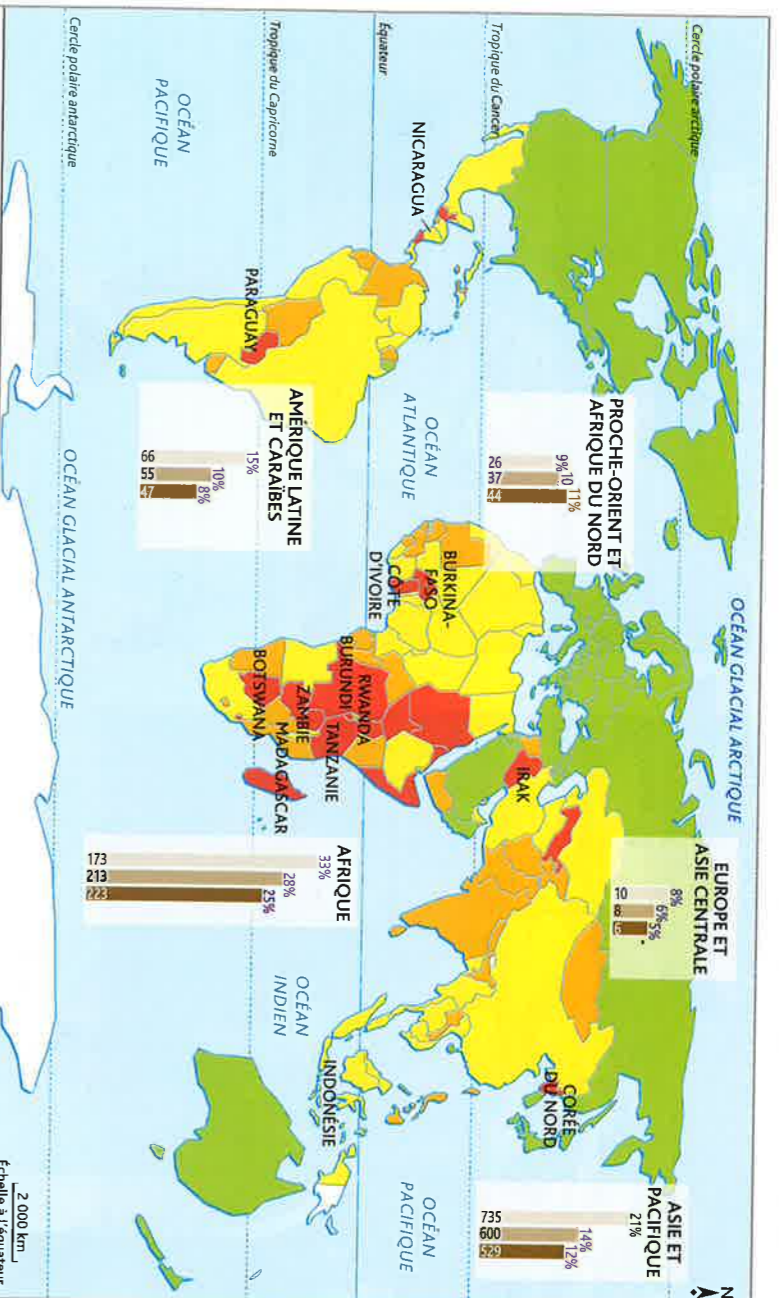 OCÉAN GLACIAL ARCTIQUE
N
Cercle polaire arctique
EUROPE ET
ASIE CENTRALE
8%
6%
5%
10
8
PROCHE-ORIENT ET
AFRIQUE DU NORD
9%
10
11%
26
37
44
ASIE ET
PACIFIQUE
21%
14%
12%
735
600
529
Tropique du Cancer
NICARAGUA
OCÉAN
ATLANTIQUE
BURKINA-
FASO
CÔTE
D'IVOIRE
IRAK
CORÉE
DU NORD
OCÉAN
PACIFIQUE
Équateur
RWANDA
BURUNDI
TANZANIE
ZAMBIE
MADAGASCAR
BOTSWANA
INDONÉSIE
OCÉAN
INDIEN
AFRIQUE
33%
28%
25%
173
213
223
AMÉRIQUE LATINE
ET CARAÏBES
15%
10%
8%
66
55
47
PARAGUAY
Tropique du Capricorne
OCÉAN
PACIFIQUE
OCÉAN GLACIAL ANTARCTIQUE
Cercle polaire antarctique
2 000 km
Échelle à l'équateur